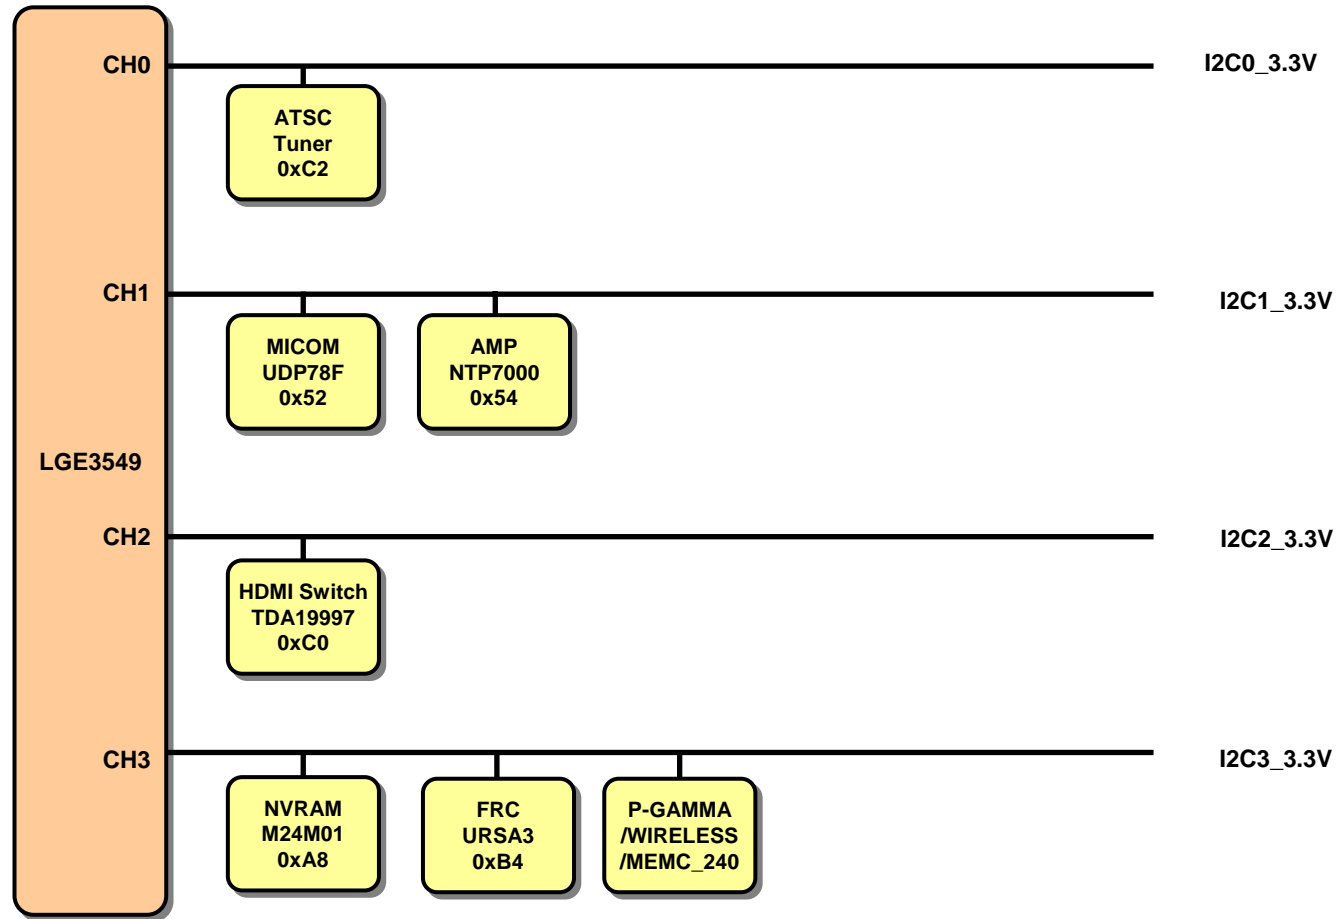 CH0
I2C0_3.3V
ATSC
Tuner
0xC2
CH1
I2C1_3.3V
MICOM
UDP78F
0x52
AMP
NTP7000
0x54
LGE3549
CH2
I2C2_3.3V
HDMI Switch
TDA19997
0xC0
CH3
I2C3_3.3V
NVRAM
M24M01
0xA8
FRC
URSA3
0xB4
P-GAMMA
/WIRELESS
/MEMC_240